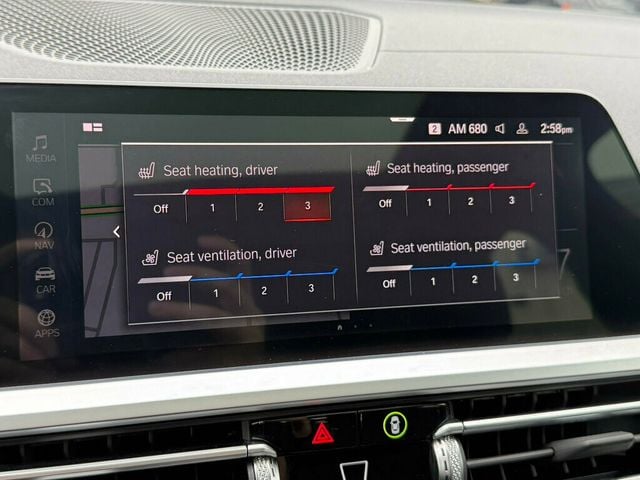 2 AM 680 2:58pm
MEDIA
COM
NAV
CAR
APPS
Seat heating, driver
Off 1 2 3
Seat heating, passenger
Off 1 2 3
Seat ventilation, driver
Off 1 2 3
Seat ventilation, passenger
Off 1 2 3